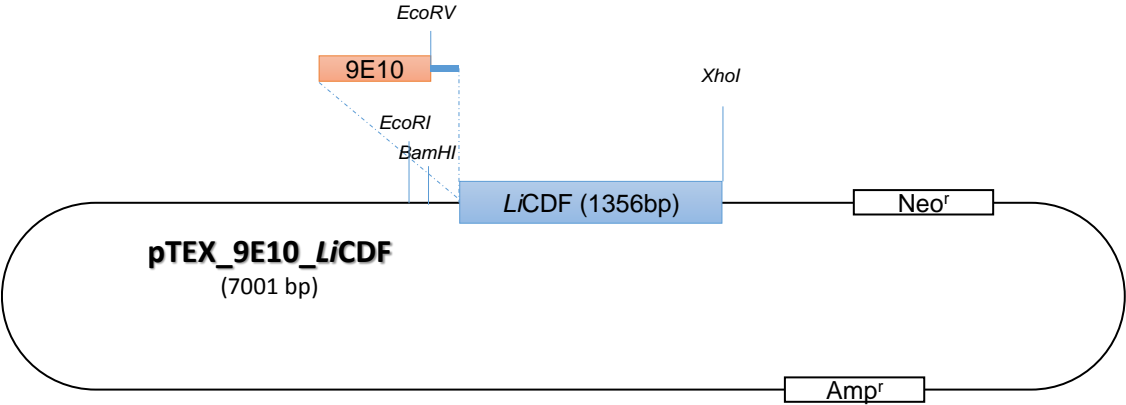 EcoRV
9E10
XhoI
EcoRI
BamHI
LiCDF (1356bp)
Neoʳ
pTEX_9E10_LiCDF
(7001 bp)
Ampʳ